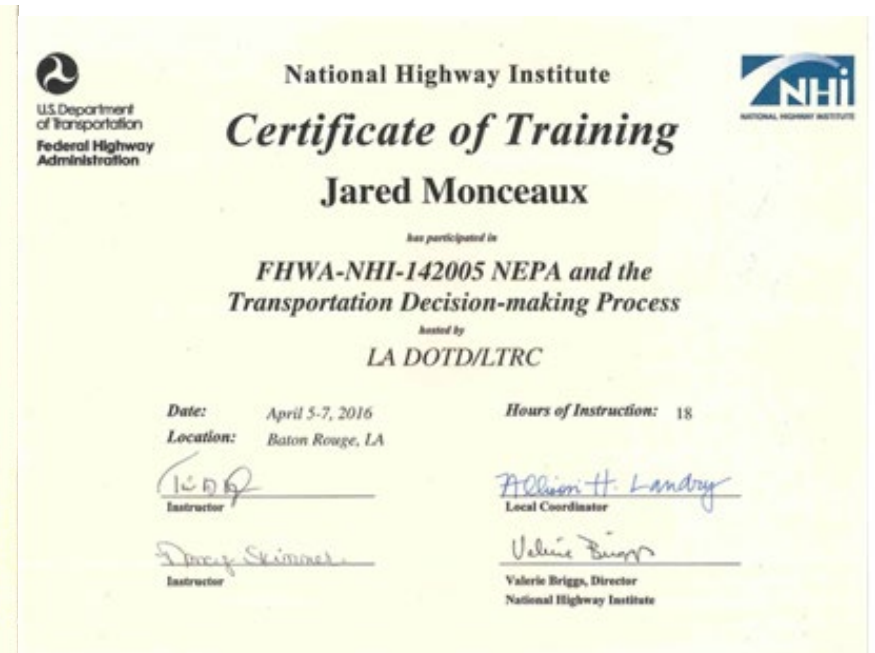 U.S. Department
of Transportation
Federal Highway
Administration
National Highway Institute
NHi
NATIONAL HIGHWAY INSTITUTE
Certificate of Training
Jared Monceaux
has participated in
FHWA-NHI-142005 NEPA and the
Transportation Decision-making Process
hosted by
LA DOTD/LTRC
Date: April 5-7, 2016
Hours of Instruction: 18
Location: Baton Rouge, LA
Instructor
Allison H. Landry
Local Coordinator
Skinner
Instructor
Valerie Briggs
Valerie Briggs, Director
National Highway Institute